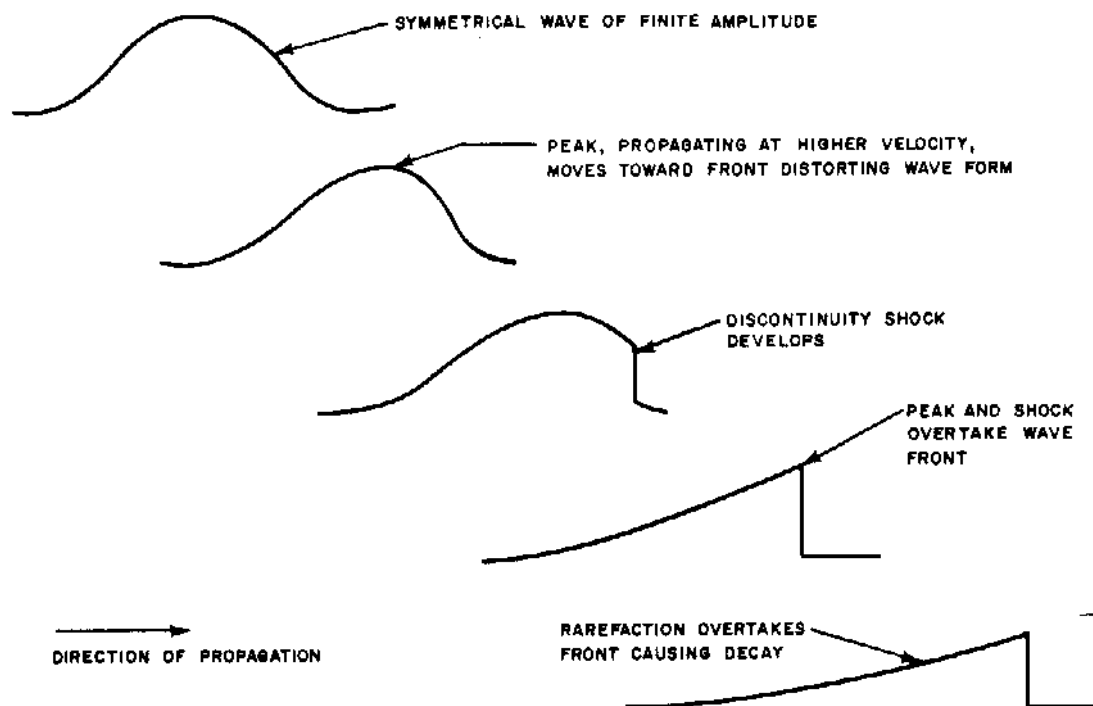 SYMMETRICAL WAVE OF FINITE AMPLITUDE
PEAK, PROPAGATING AT HIGHER VELOCITY,
MOVES TOWARD FRONT DISTORTING WAVE FORM
DISCONTINUITY SHOCK
DEVELOPS
PEAK AND SHOCK
OVERTAKE WAVE
FRONT
RAREFACTION OVERTAKES
FRONT CAUSING DECAY
DIRECTION OF PROPAGATION